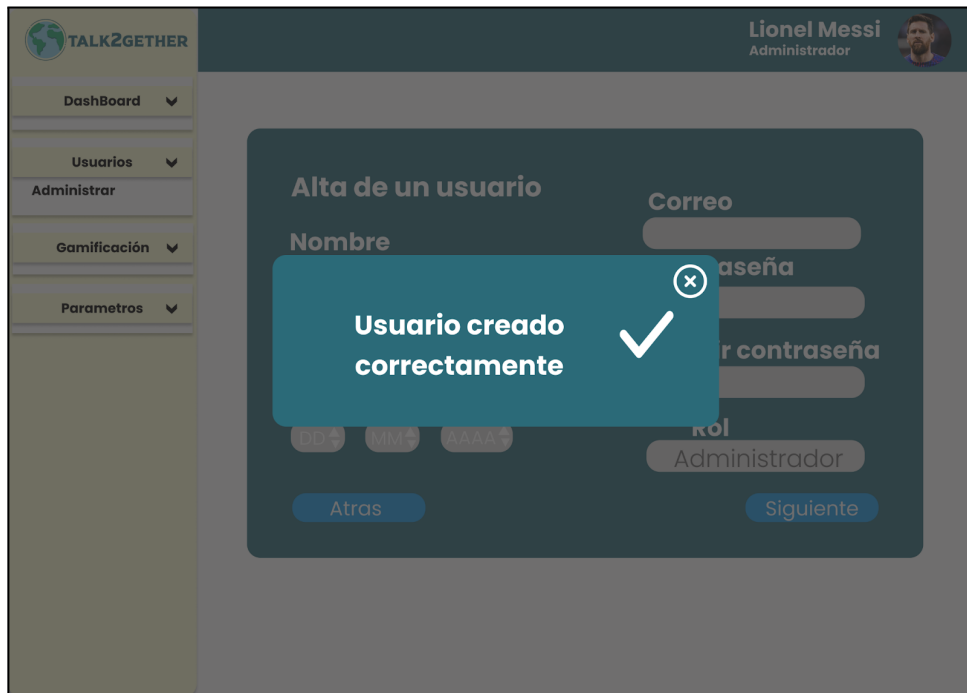 TALK2GETHER
Lionel Messi
Administrador
DashBoard
Usuarios
Administrar
Gamificación
Parametros
Alta de un usuario
Nombre
Correo
aseña
r contraseña
Usuario creado
correctamente
DD
MM
AAAA
Rol
Administrador
Atras
Siguiente